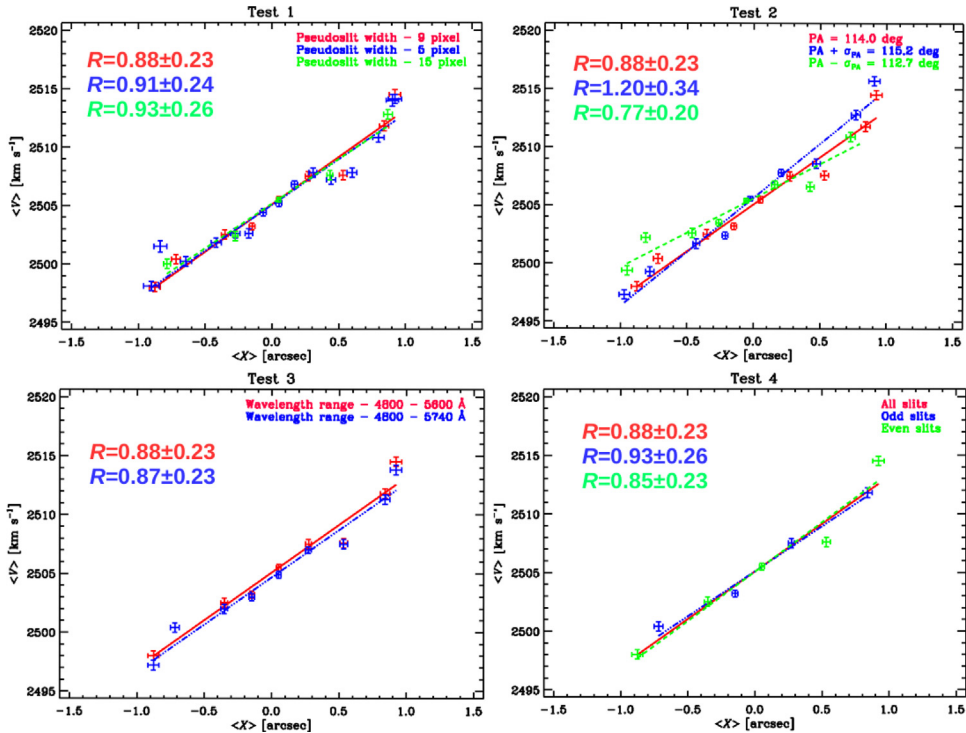 Test 1
Pseudoslit width - 9 pixel
Pseudoslit width - 5 pixel
Pseudoslit width - 15 pixel
R=0.88±0.23
R=0.91±0.24
R=0.93±0.26
2520
2515
2510
2505
2500
2495
<V> [km s⁻¹]
-1.5 -1.0 -0.5 0.0 0.5 1.0 1.5
<X> [arcsec]
Test 2
PA = 114.0 deg
PA + σPA = 115.2 deg
PA - σPA = 112.7 deg
R=0.88±0.23
R=1.20±0.34
R=0.77±0.20
2520
2515
2510
2505
2500
2495
<V> [km s⁻¹]
-1.5 -1.0 -0.5 0.0 0.5 1.0 1.5
<X> [arcsec]
Test 3
Wavelength range - 4800 - 5600 Å
Wavelength range - 4800 - 5740 Å
R=0.88±0.23
R=0.87±0.23
2520
2515
2510
2505
2500
2495
<V> [km s⁻¹]
-1.5 -1.0 -0.5 0.0 0.5 1.0 1.5
<X> [arcsec]
Test 4
All slits
Odd slits
Even slits
R=0.88±0.23
R=0.93±0.26
R=0.85±0.23
2520
2515
2510
2505
2500
2495
<V> [km s⁻¹]
-1.5 -1.0 -0.5 0.0 0.5 1.0 1.5
<X> [arcsec]